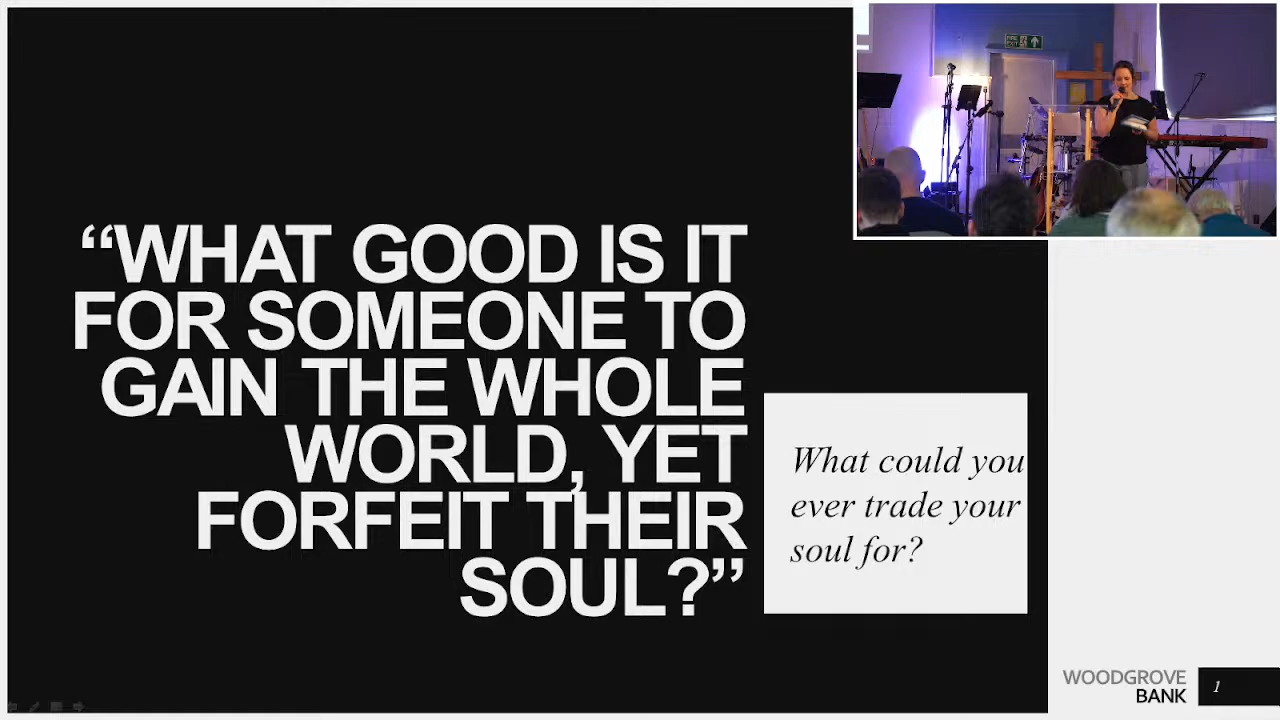 “WHAT GOOD IS IT
FOR SOMEONE TO
GAIN THE WHOLE
WORLD, YET
FORFEIT THEIR
SOUL?”
What could you
ever trade your
soul for?
WOODGROVE
BANK
1